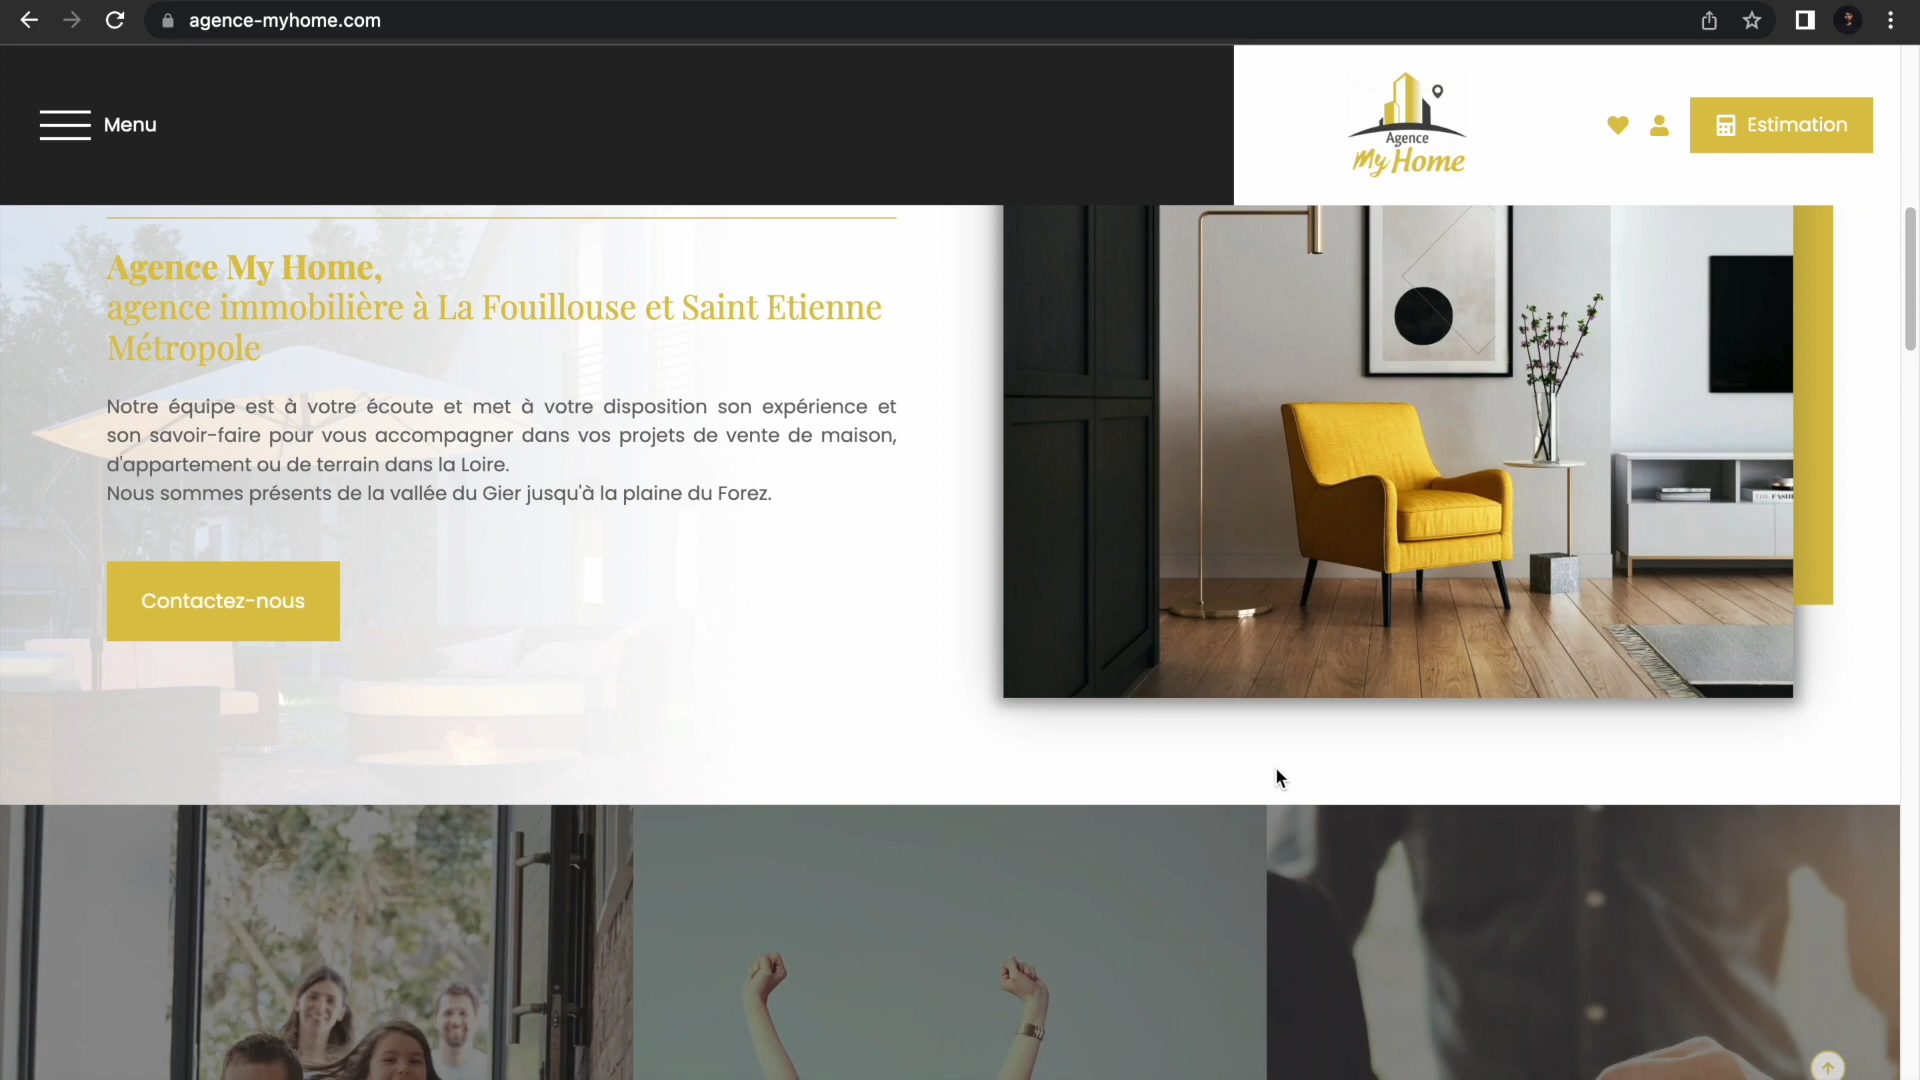 agence-myhome.com
Menu
Agence
My Home
Estimation
Agence My Home,
agence immobilière à La Fouillouse et Saint Etienne
Métropole
Notre équipe est à votre écoute et met à votre disposition son expérience et
son savoir-faire pour vous accompagner dans vos projets de vente de maison,
d'appartement ou de terrain dans la Loire.
Nous sommes présents de la vallée du Gier jusqu'à la plaine du Forez.
Contactez-nous